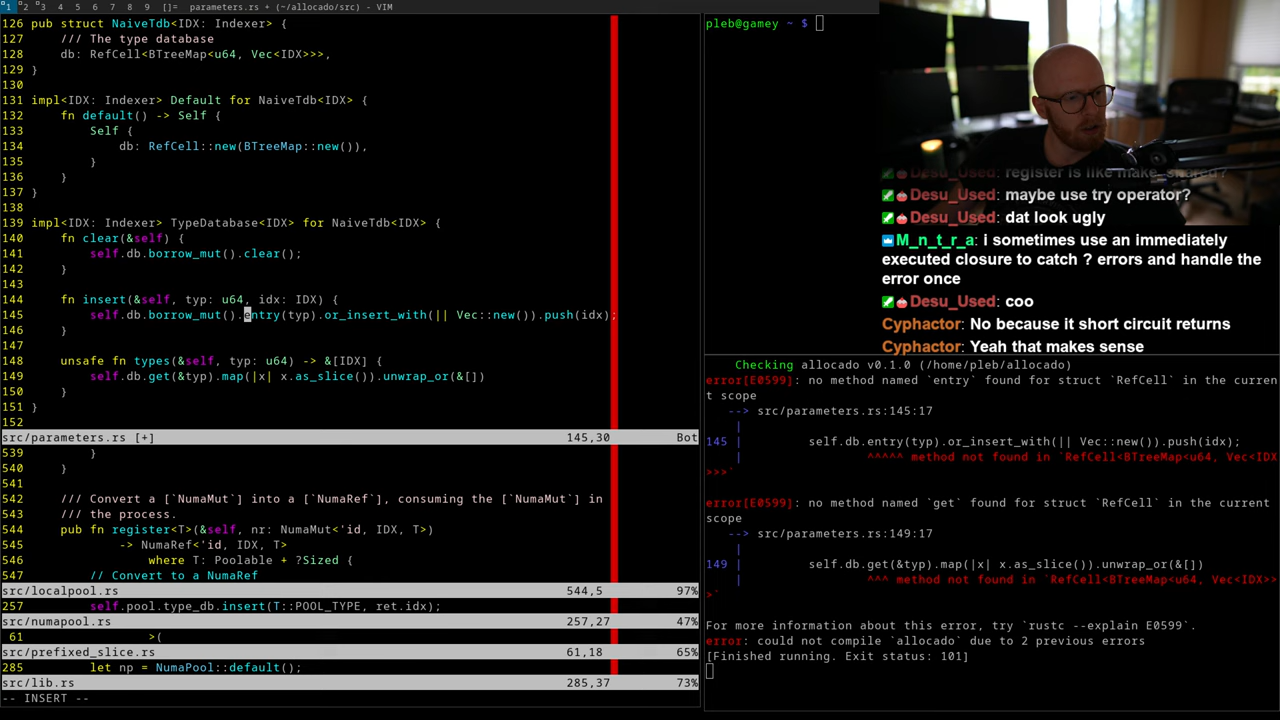 1 2 3 4 5 6 7 8 9 []= parameters.rs + (~/allocado/src) - VIM
126 pub struct NaiveTdb<IDX: Indexer> {
127     /// The type database
128     db: RefCell<BTreeMap<u64, Vec<IDX>>>,
129 }
130
131 impl<IDX: Indexer> Default for NaiveTdb<IDX> {
132     fn default() -> Self {
133         Self {
134             db: RefCell::new(BTreeMap::new()),
135         }
136     }
137 }
138
139 impl<IDX: Indexer> TypeDatabase<IDX> for NaiveTdb<IDX> {
140     fn clear(&self) {
141         self.db.borrow_mut().clear();
142     }
143
144     fn insert(&self, typ: u64, idx: IDX) {
145         self.db.borrow_mut().entry(typ).or_insert_with(|| Vec::new()).push(idx);
146     }
147
148     unsafe fn types(&self, typ: u64) -> &[IDX] {
149         self.db.get(&typ).map(|x| x.as_slice()).unwrap_or(&[])
150     }
151 }
152
src/parameters.rs [+] 145,30 Bot
539         }
540     }
541
542     /// Convert a [`NumaMut`] into a [`NumaRef`], consuming the [`NumaMut`] in
543     /// the process.
544     pub fn register<T>(&self, nr: NumaMut<'id, IDX, T>)
545             -> NumaRef<'id, IDX, T>
546                 where T: Poolable + ?Sized {
547         // Convert to a NumaRef
src/localpool.rs 544,5 97%
257         self.pool.type_db.insert(T::POOL_TYPE, ret.idx);
src/numapool.rs 257,27 47%
61                 >(
src/prefixed_slice.rs 61,18 65%
285         let np = NumaPool::default();
src/lib.rs 285,37 73%
-- INSERT --
pleb@gamey ~ $
Desu_Used: register is like make_shared?
Desu_Used: maybe use try operator?
Desu_Used: dat look ugly
M_n_t_r_a: i sometimes use an immediately
executed closure to catch ? errors and handle the
error once
Desu_Used: coo
Cyphactor: No because it short circuit returns
Cyphactor: Yeah that makes sense
    Checking allocado v0.1.0 (/home/pleb/allocado)
error[E0599]: no method named `entry` found for struct `RefCell` in the curren
t scope
   --> src/parameters.rs:145:17
    |
145 |         self.db.entry(typ).or_insert_with(|| Vec::new()).push(idx);
    |                 ^^^^^ method not found in `RefCell<BTreeMap<u64, Vec<IDX
>>>`
error[E0599]: no method named `get` found for struct `RefCell` in the current
scope
   --> src/parameters.rs:149:17
    |
149 |         self.db.get(&typ).map(|x| x.as_slice()).unwrap_or(&[])
    |                 ^^^ method not found in `RefCell<BTreeMap<u64, Vec<IDX>>
>`
For more information about this error, try `rustc --explain E0599`.
error: could not compile `allocado` due to 2 previous errors
[Finished running. Exit status: 101]